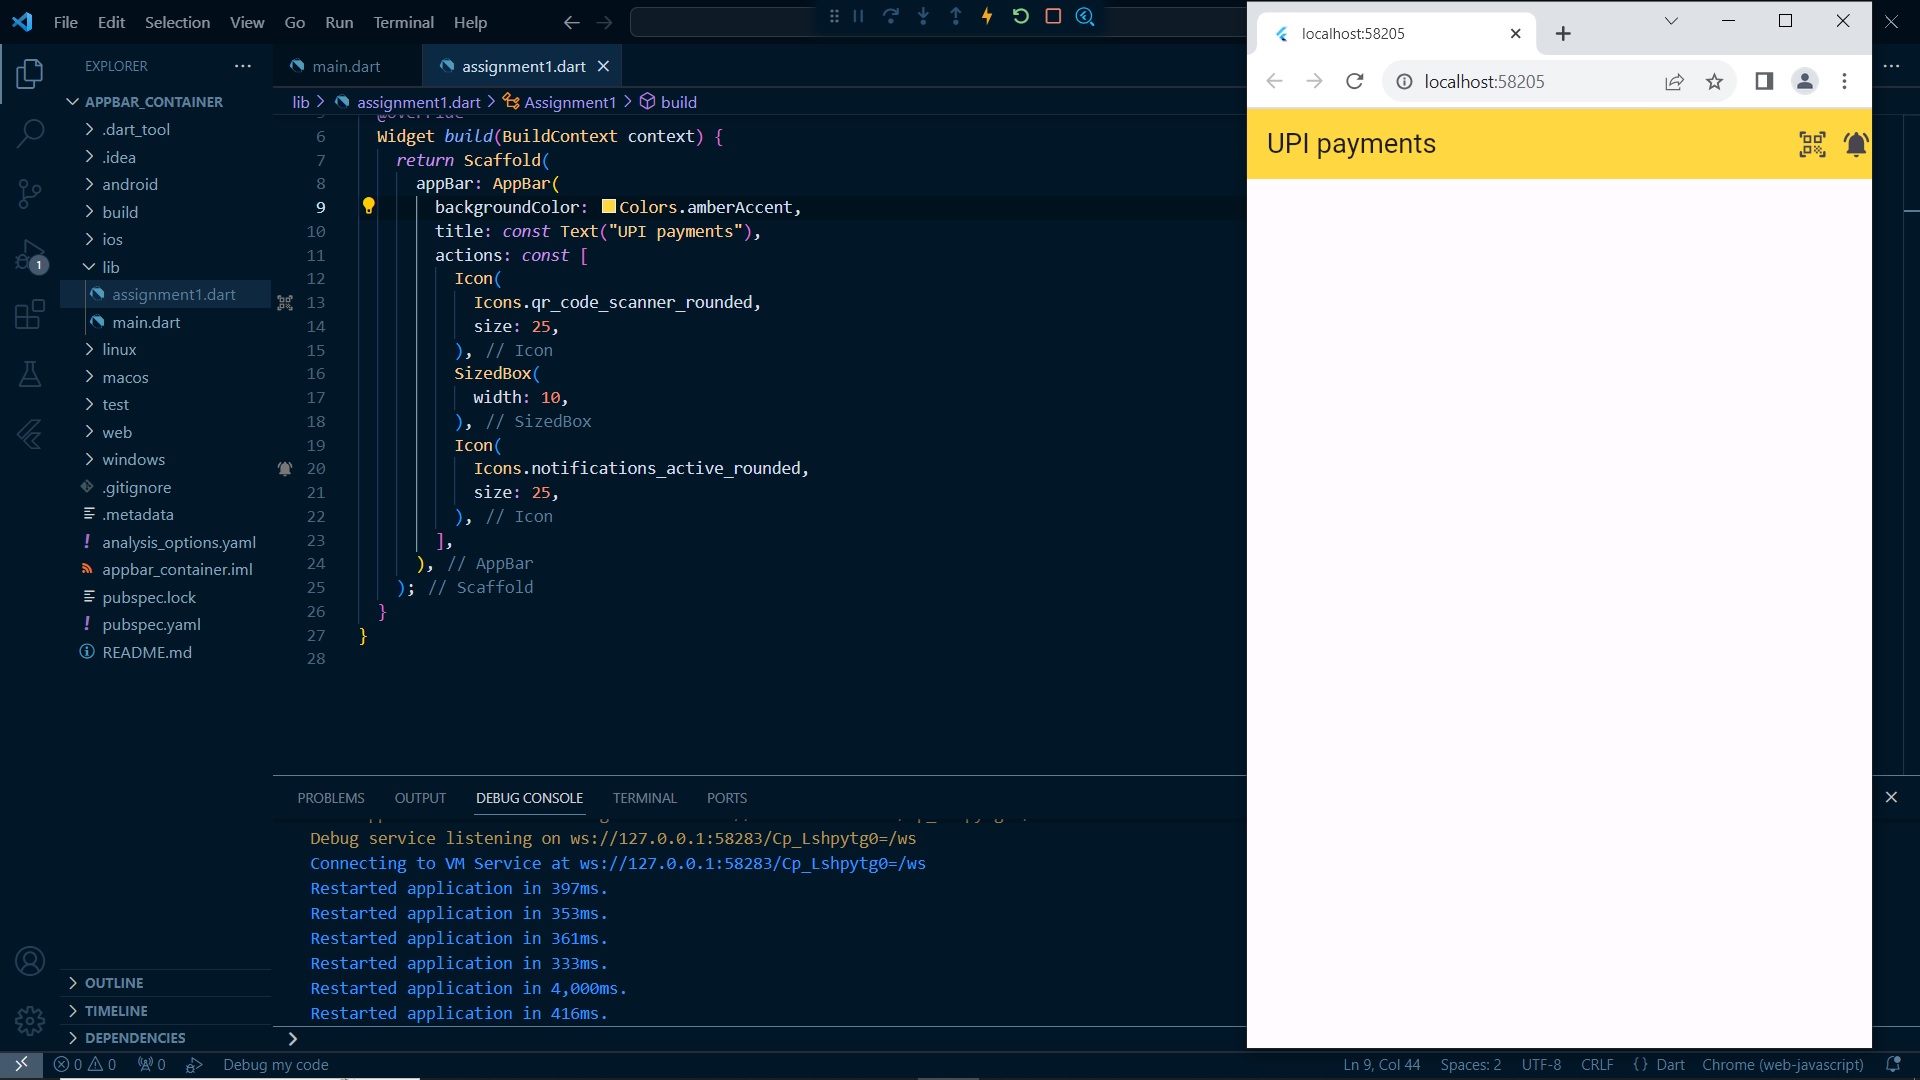 File Edit Selection View Go Run Terminal Help
EXPLORER
APPBAR_CONTAINER
.dart_tool
.idea
android
build
ios
lib
assignment1.dart
main.dart
linux
macos
test
web
windows
.gitignore
.metadata
analysis_options.yaml
appbar_container.iml
pubspec.lock
pubspec.yaml
README.md
OUTLINE
TIMELINE
DEPENDENCIES
1
main.dart assignment1.dart
lib > assignment1.dart > Assignment1 > build
5 @override
6 Widget build(BuildContext context) {
7 return Scaffold(
8 appBar: AppBar(
9 backgroundColor: Colors.amberAccent,
10 title: const Text("UPI payments"),
11 actions: const [
12 Icon(
13 Icons.qr_code_scanner_rounded,
14 size: 25,
15 ), // Icon
16 SizedBox(
17 width: 10,
18 ), // SizedBox
19 Icon(
20 Icons.notifications_active_rounded,
21 size: 25,
22 ), // Icon
23 ],
24 ), // AppBar
25 ); // Scaffold
26 }
27 }
28
PROBLEMS OUTPUT DEBUG CONSOLE TERMINAL PORTS
Debug service listening on ws://127.0.0.1:58283/Cp_Lshpytg0=/ws
Connecting to VM Service at ws://127.0.0.1:58283/Cp_Lshpytg0=/ws
Restarted application in 397ms.
Restarted application in 353ms.
Restarted application in 361ms.
Restarted application in 333ms.
Restarted application in 4,000ms.
Restarted application in 416ms.
localhost:58205
localhost:58205
UPI payments
0 0 0 Debug my code
Ln 9, Col 44 Spaces: 2 UTF-8 CRLF {} Dart Chrome (web-javascript)